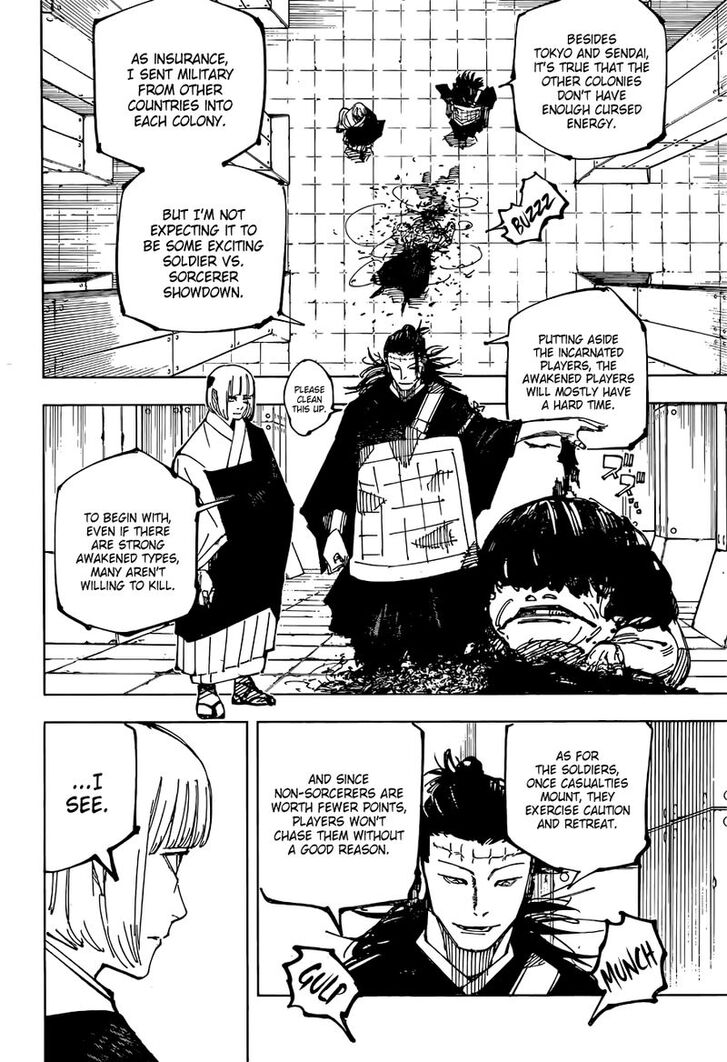 BESIDES
TOKYO AND SENDAI,
IT'S TRUE THAT THE
OTHER COLONIES
DON'T HAVE
ENOUGH CURSED
ENERGY.
AS INSURANCE,
I SENT MILITARY
FROM OTHER
COUNTRIES INTO
EACH COLONY.
BUT I'M NOT
EXPECTING IT TO
BE SOME EXCITING
SOLDIER VS.
SORCERER
SHOWDOWN.
BUZZZ
PUTTING ASIDE
THE INCARNATED
PLAYERS, THE
AWAKENED PLAYERS
WILL MOSTLY HAVE
A HARD TIME.
PLEASE
CLEAN
THIS UP.
ズズ
ズ…
TO BEGIN WITH,
EVEN IF THERE
ARE STRONG
AWAKENED TYPES,
MANY AREN'T
WILLING TO KILL.
AS FOR
THE SOLDIERS,
ONCE CASUALTIES
MOUNT, THEY
EXERCISE CAUTION
AND RETREAT.
AND SINCE
NON-SORCERERS ARE
WORTH FEWER POINTS,
PLAYERS WON'T
CHASE THEM WITHOUT
A GOOD REASON.
MUNCH
GULP
...I
SEE.